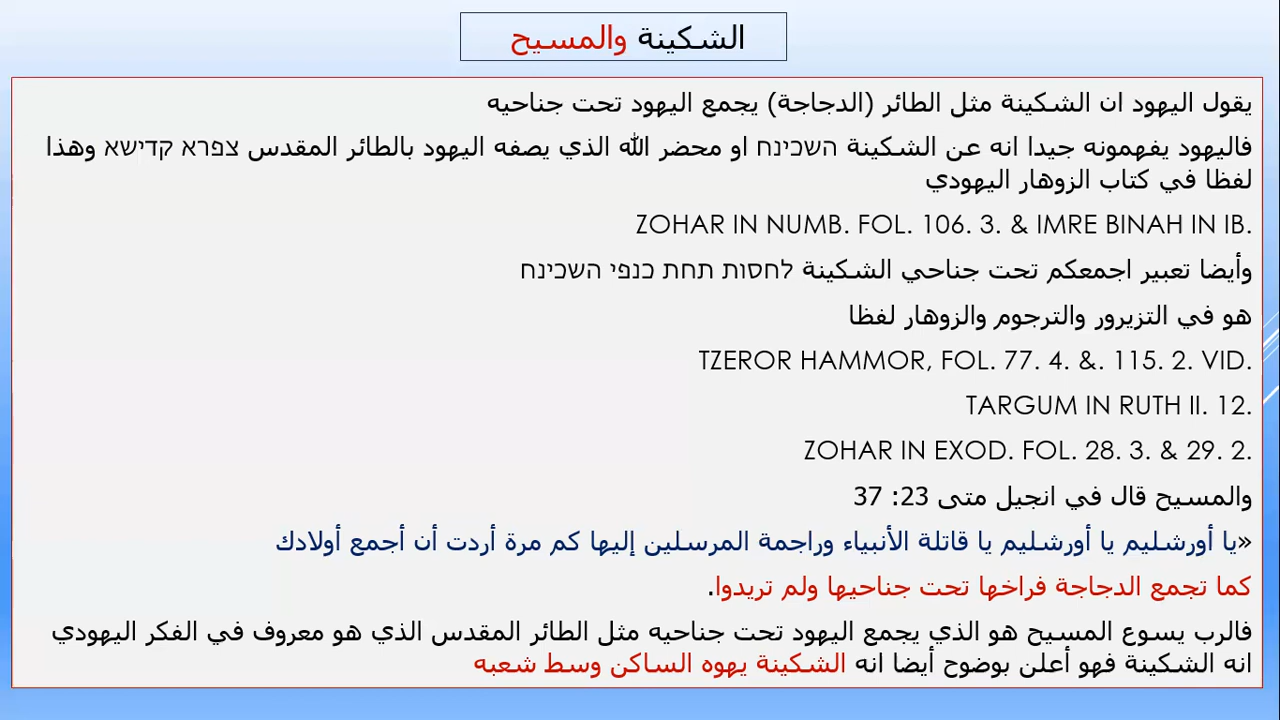 الشكينة والمسيح
يقول اليهود ان الشكينة مثل الطائر (الدجاجة) يجمع اليهود تحت جناحيه
فاليهود يفهمونه جيدا انه عن الشكينة השכינח او محضر الله الذي يصفه اليهود بالطائر المقدس צפרא קדישא وهذا
لفظا في كتاب الزوهار اليهودي
ZOHAR IN NUMB. FOL. 106. 3. & IMRE BINAH IN IB.
وأيضا تعبير اجمعكم تحت جناحي الشكينة לחסות תחת כנפי השכינח
هو في التزيرور والترجوم والزوهار لفظا
TZEROR HAMMOR, FOL. 77. 4. &. 115. 2. VID.
TARGUM IN RUTH II. 12.
ZOHAR IN EXOD. FOL. 28. 3. & 29. 2.
والمسيح قال في انجيل متى 23: 37
«يا أورشليم يا أورشليم يا قاتلة الأنبياء وراجمة المرسلين إليها كم مرة أردت أن أجمع أولادك
كما تجمع الدجاجة فراخها تحت جناحيها ولم تريدوا.
فالرب يسوع المسيح هو الذي يجمع اليهود تحت جناحيه مثل الطائر المقدس الذي هو معروف في الفكر اليهودي
انه الشكينة فهو أعلن بوضوح أيضا انه الشكينة يهوه الساكن وسط شعبه